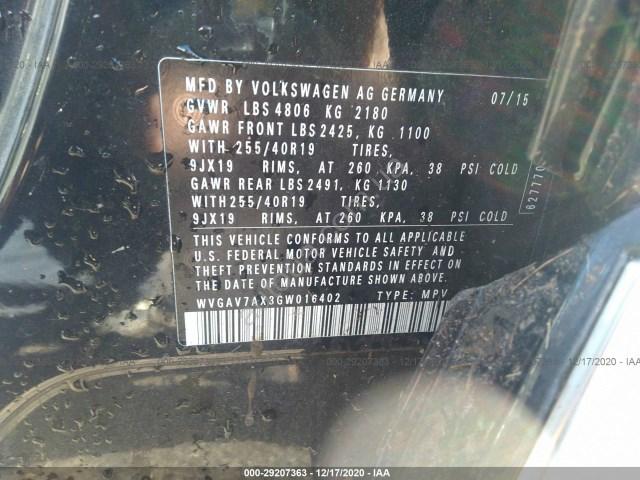 MFD BY VOLKSWAGEN AG GERMANY 07/15
GVWR LBS 4806 KG 2180
GAWR FRONT LBS 2425, KG 1100
WITH 255/40R19 TIRES,
9JX19 RIMS, AT 260 KPA, 38 PSI COLD
GAWR REAR LBS 2491, KG 1130
WITH 255/40R19 TIRES,
9JX19 RIMS, AT 260 KPA, 38 PSI COLD
THIS VEHICLE CONFORMS TO ALL APPLICABLE
U.S. FEDERAL MOTOR VEHICLE SAFETY AND
THEFT PREVENTION STANDARDS IN EFFECT ON
THE DATE OF MANUFACTURE SHOWN ABOVE.
WVGAV7AX3GW016402 TYPE: MPV
627770
000-29207363 - 12/17/2020 - IAA